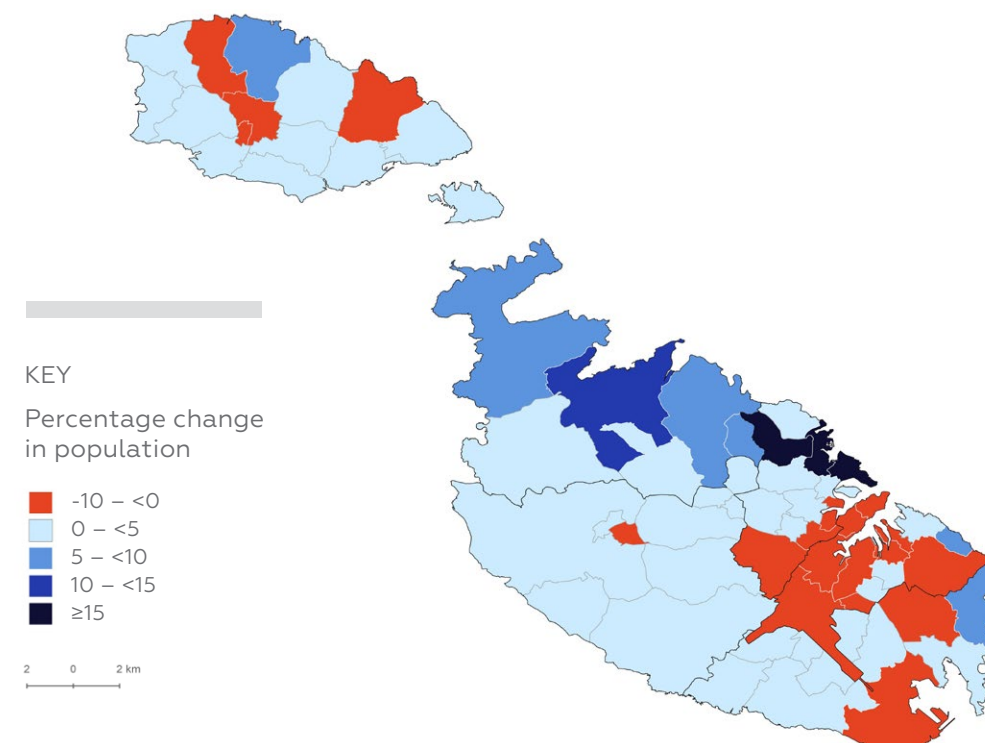 KEY
Percentage change
in population
-10 – <0
0 – <5
5 – <10
10 – <15
≥15
2 0 2 km